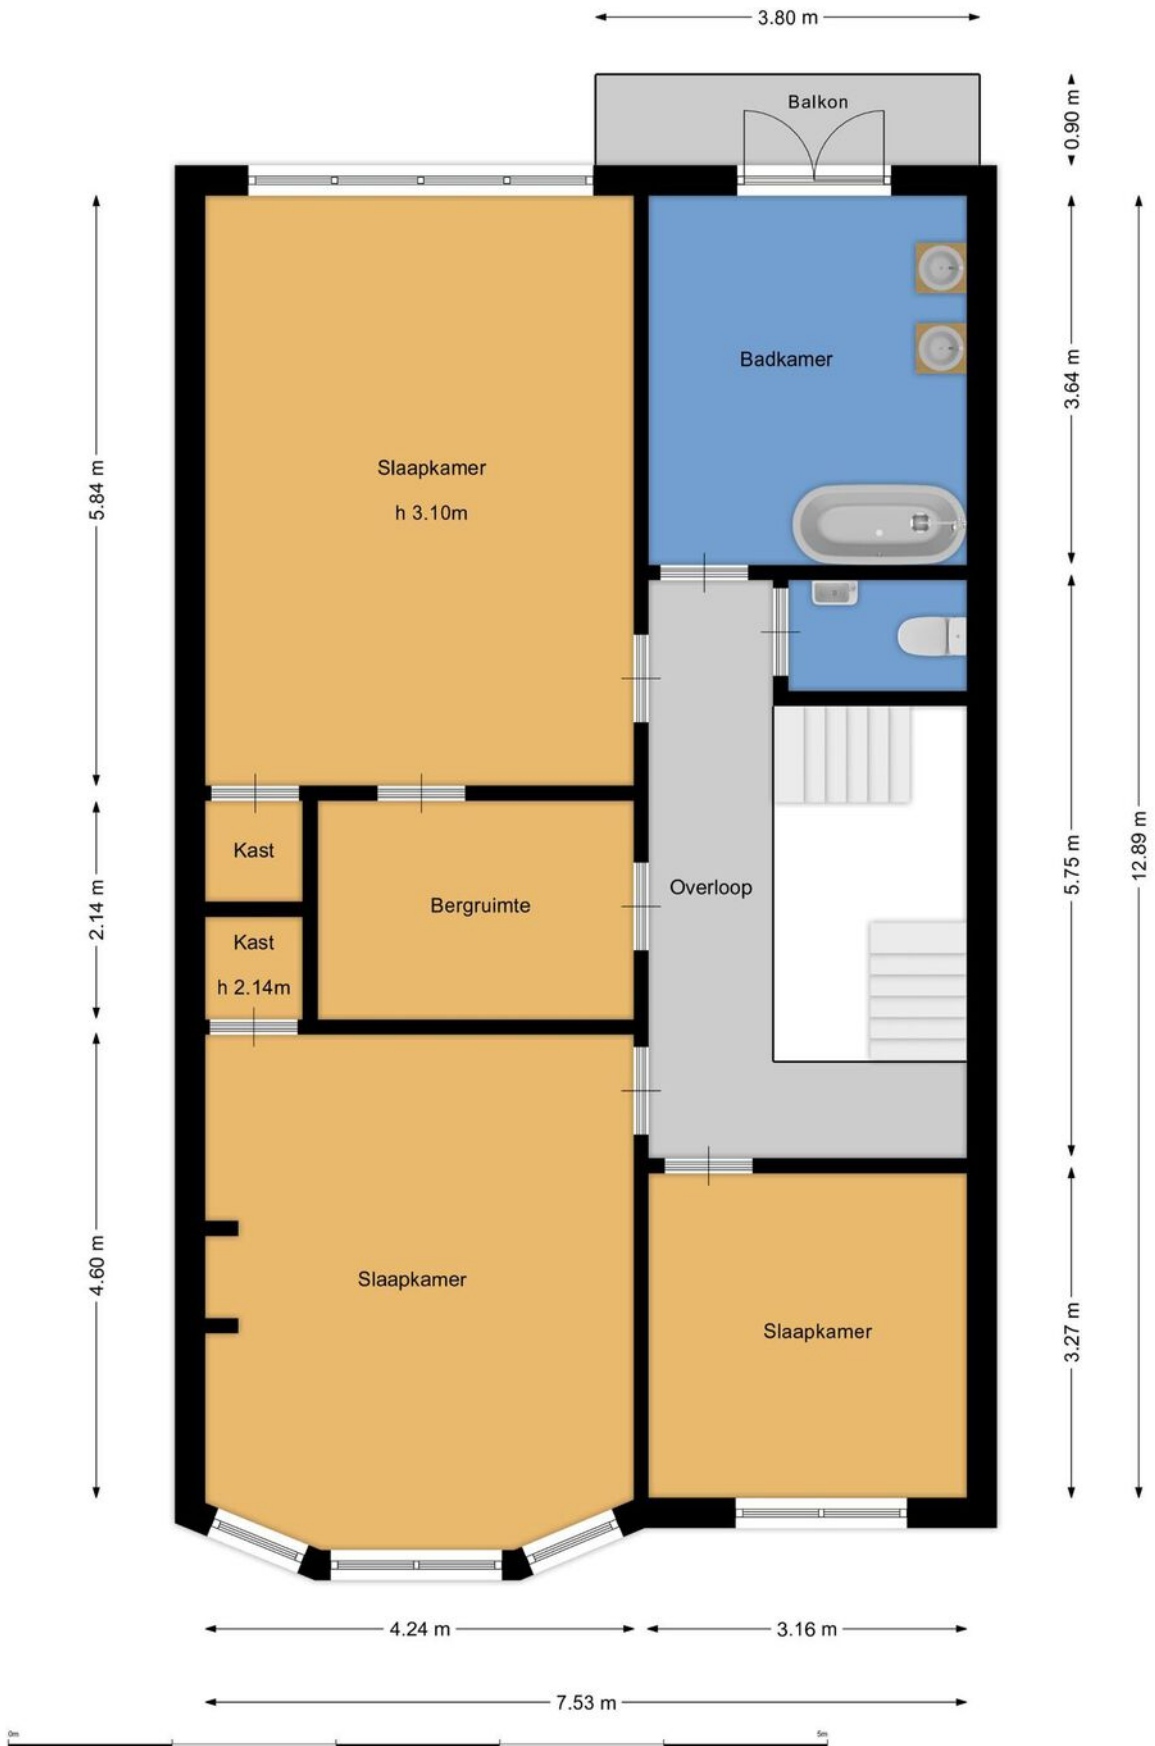 3.80 m
Balkon
0.90 m
Badkamer
3.64 m
Slaapkamer
h 3.10m
5.84 m
Kast
Bergruimte
Overloop
Kast
h 2.14m
2.14 m
5.75 m
12.89 m
Slaapkamer
4.60 m
Slaapkamer
3.27 m
4.24 m
3.16 m
7.53 m
0m
5m